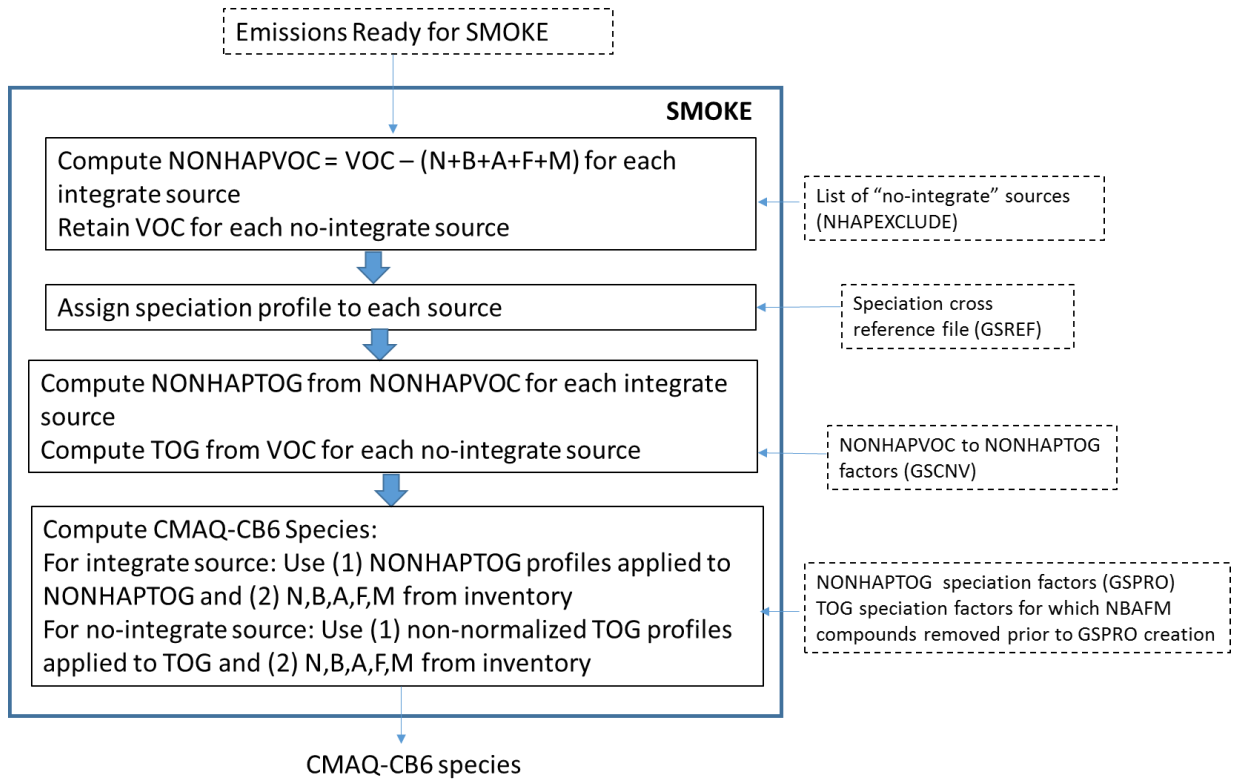 Emissions Ready for SMOKE
SMOKE
Compute NONHAPVOC = VOC – (N+B+A+F+M) for each
integrate source
Retain VOC for each no-integrate source
List of “no-integrate” sources
(NHAPEXCLUDE)
Assign speciation profile to each source
Speciation cross
reference file (GSREF)
Compute NONHAPTOG from NONHAPVOC for each integrate
source
Compute TOG from VOC for each no-integrate source
NONHAPVOC to NONHAPTOG
factors (GSCNV)
Compute CMAQ-CB6 Species:
For integrate source: Use (1) NONHAPTOG profiles applied to
NONHAPTOG and (2) N,B,A,F,M from inventory
For no-integrate source: Use (1) non-normalized TOG profiles
applied to TOG and (2) N,B,A,F,M from inventory
NONHAPTOG speciation factors (GSPRO)
TOG speciation factors for which NBAFM
compounds removed prior to GSPRO creation
CMAQ-CB6 species